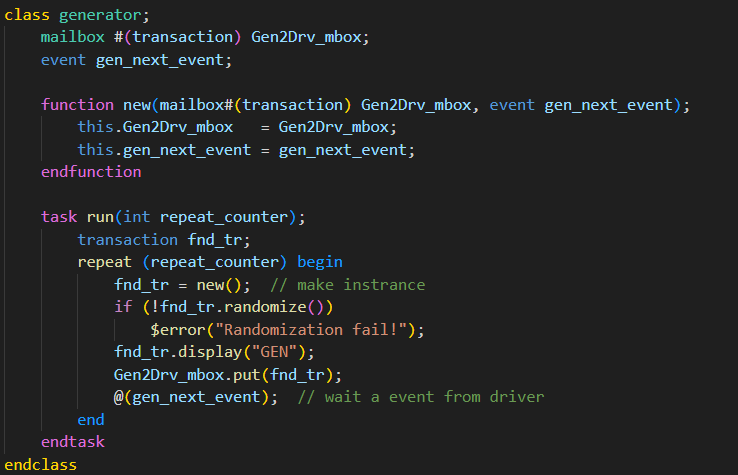 class generator;
    mailbox #(transaction) Gen2Drv_mbox;
    event gen_next_event;

    function new(mailbox#(transaction) Gen2Drv_mbox, event gen_next_event);
        this.Gen2Drv_mbox   = Gen2Drv_mbox;
        this.gen_next_event = gen_next_event;
    endfunction

    task run(int repeat_counter);
        transaction fnd_tr;
        repeat (repeat_counter) begin
            fnd_tr = new();  // make instrance
            if (!fnd_tr.randomize())
                $error("Randomization fail!");
            fnd_tr.display("GEN");
            Gen2Drv_mbox.put(fnd_tr);
            @(gen_next_event);  // wait a event from driver
        end
    endtask
endclass